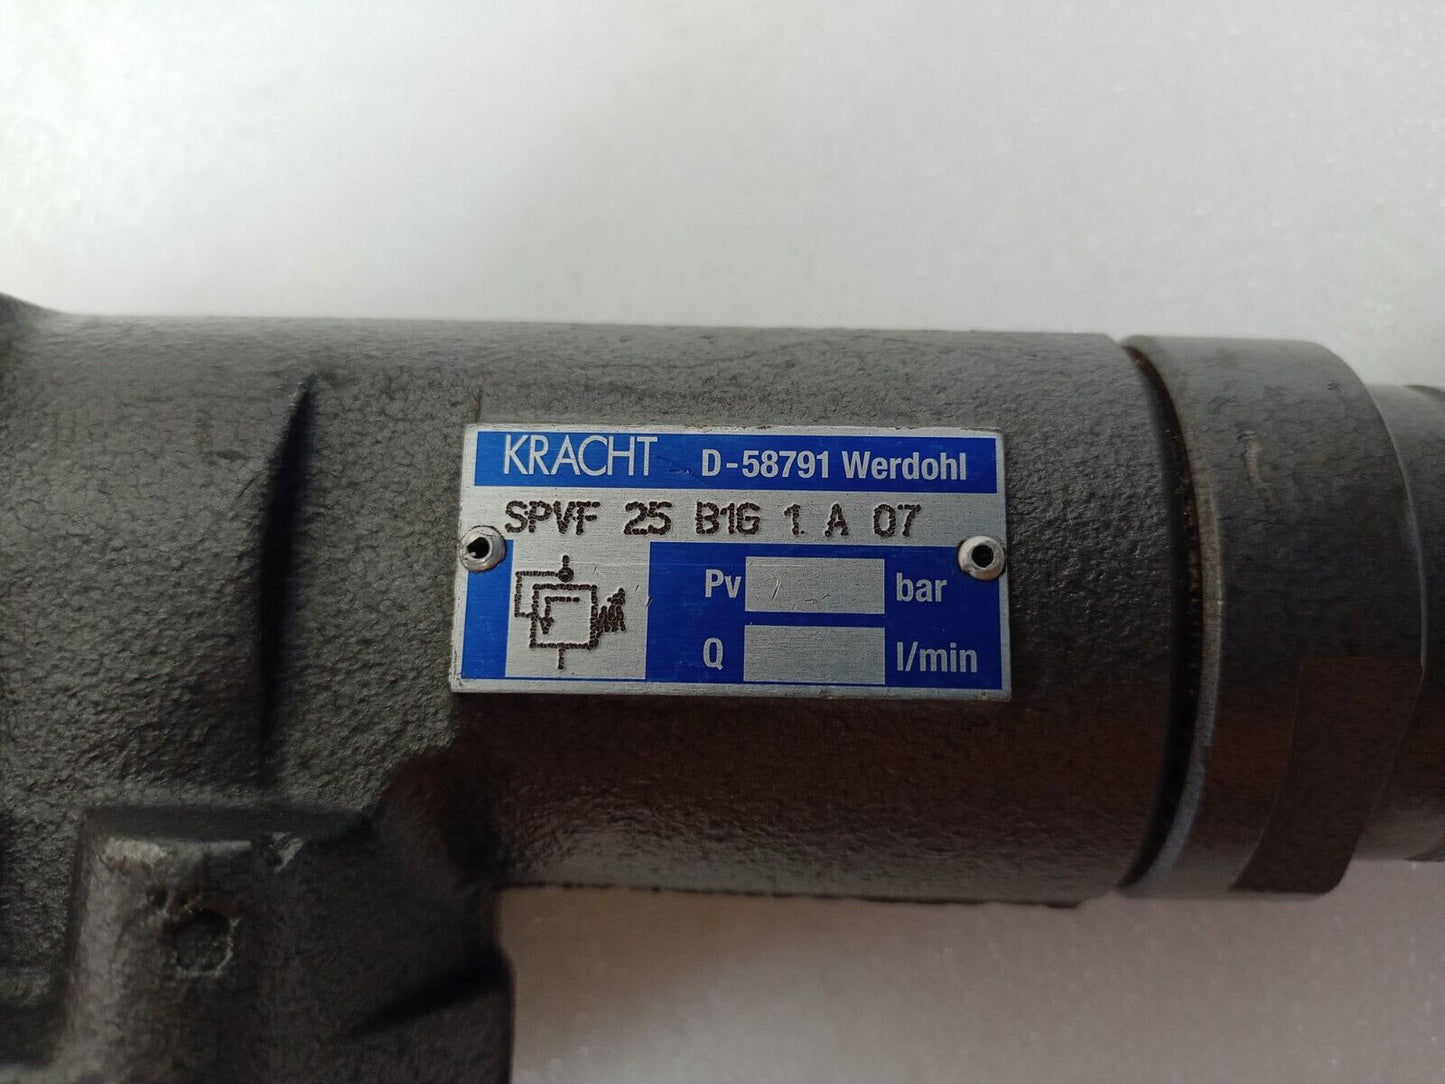 KRACHT D-58791 Werdohl
SPVF 25 B1G 1 A 07
Pv bar
Q l/min